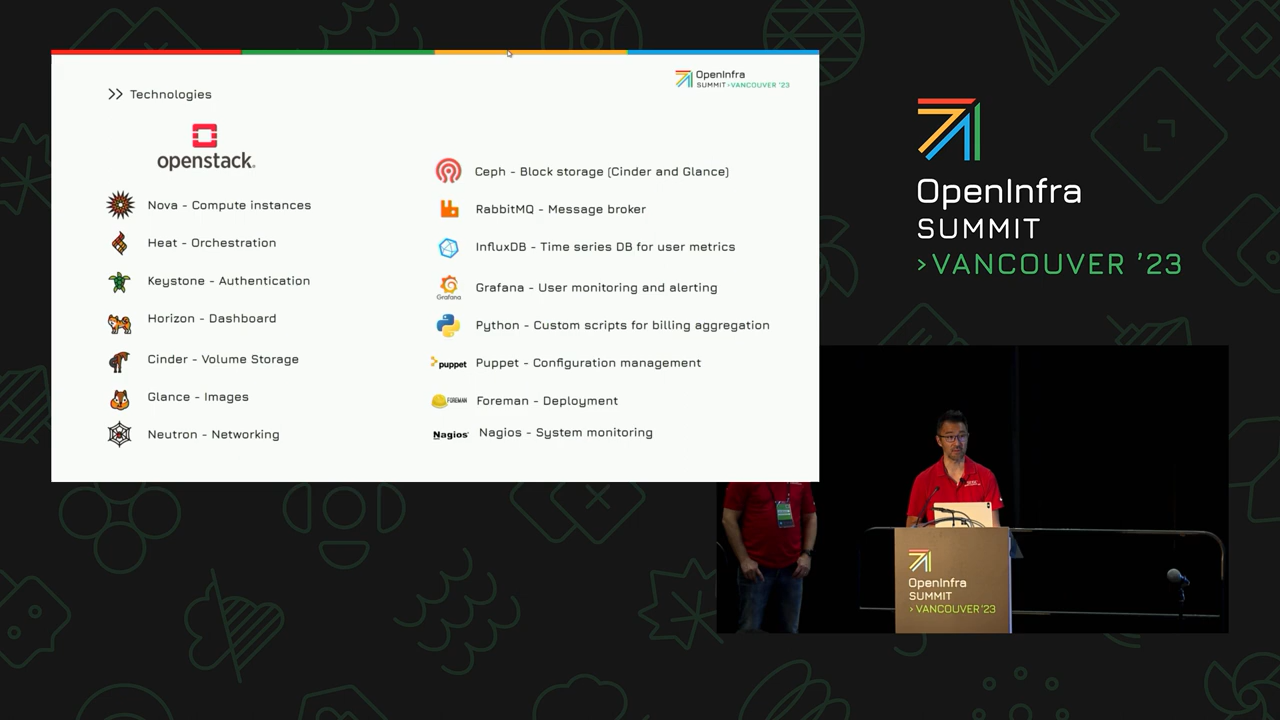 OpenInfra
SUMMIT >VANCOUVER '23
>> Technologies
openstack.
Nova - Compute instances
Heat - Orchestration
Keystone - Authentication
Horizon - Dashboard
Cinder - Volume Storage
Glance - Images
Neutron - Networking
Ceph - Block storage (Cinder and Glance)
RabbitMQ - Message broker
InfluxDB - Time series DB for user metrics
Grafana
Grafana - User monitoring and alerting
Python - Custom scripts for billing aggregation
puppet
Puppet - Configuration management
FOREMAN
Foreman - Deployment
Nagios
Nagios - System monitoring
OpenInfra
SUMMIT
>VANCOUVER '23
OpenInfra
SUMMIT
>VANCOUVER '23